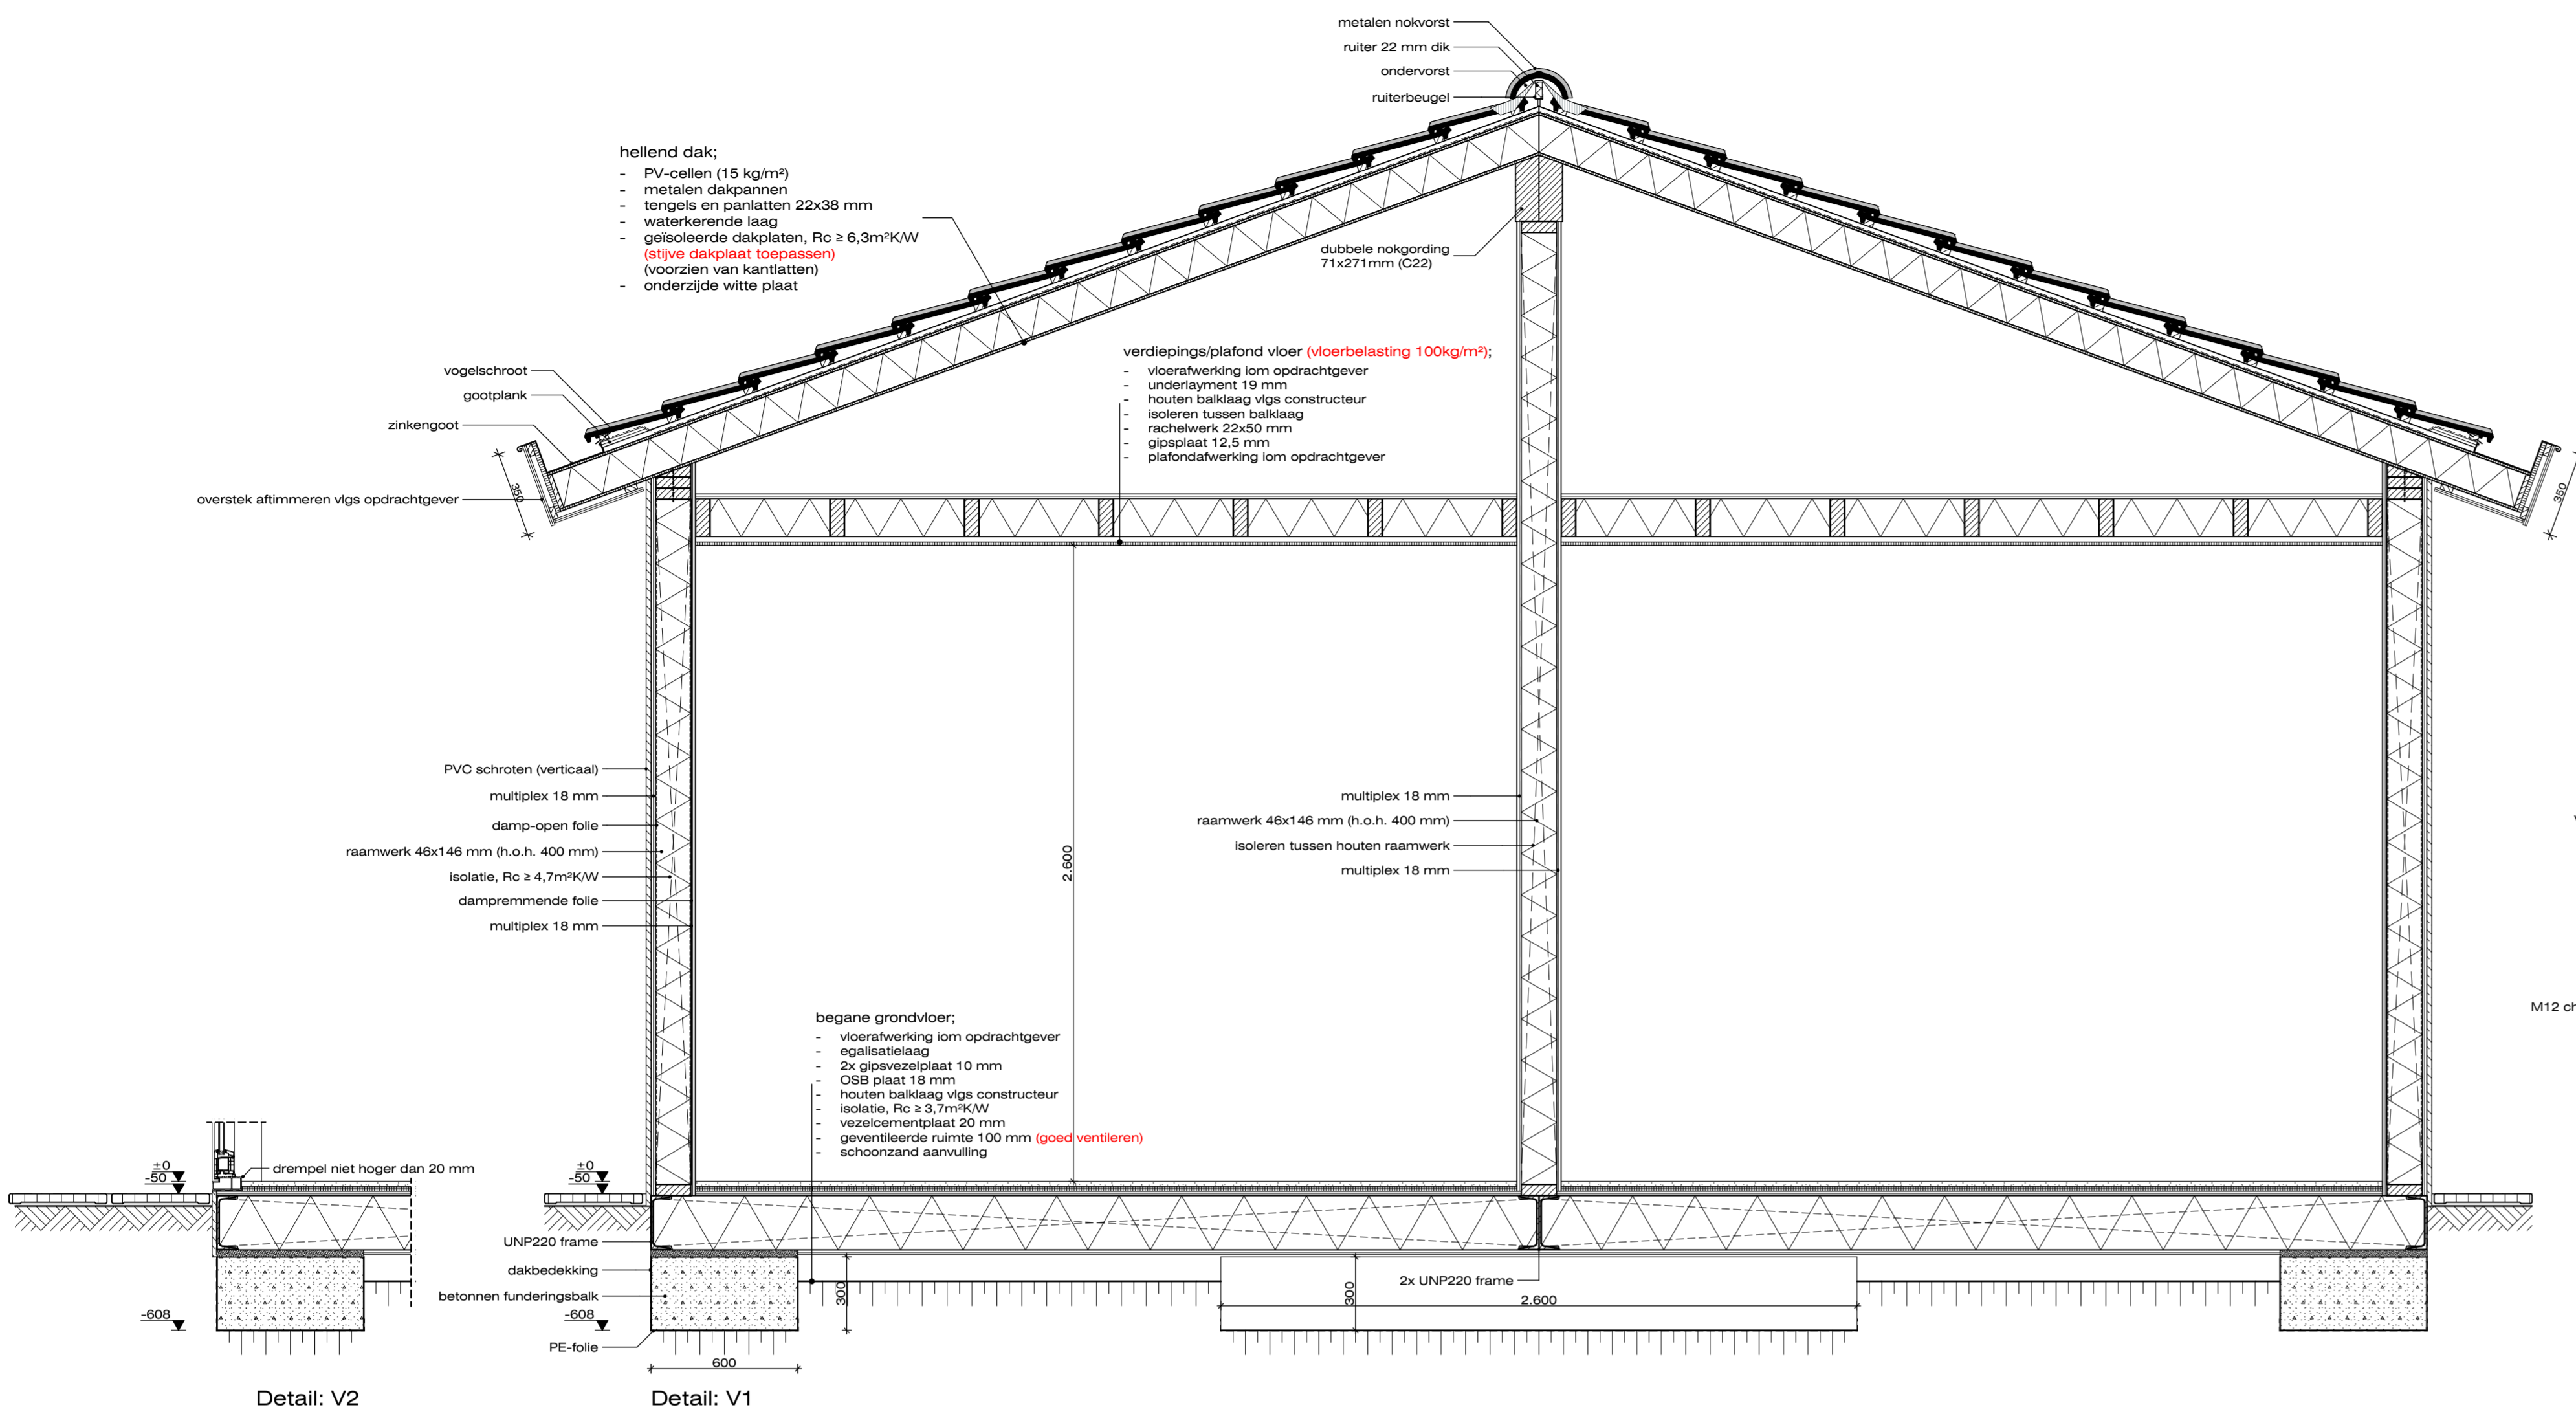 metalen nokvorst
ruiter 22 mm dik
ondervorst
ruiterbeugel
hellend dak;
- PV-cellen (15 kg/m²)
- metalen dakpannen
- tengels en panlatten 22x38 mm
- waterkerende laag
- geïsoleerde dakplaten, Rc ≥ 6,3m²K/W
(stijve dakplaat toepassen)
(voorzien van kantlatten)
- onderzijde witte plaat
dubbele nokgording
71x271mm (C22)
verdiepings/plafond vloer (vloerbelasting 100kg/m²);
- vloerafwerking iom opdrachtgever
- underlayment 19 mm
- houten balklaag vlgs constructeur
- isoleren tussen balklaag
- rachelwerk 22x50 mm
- gipsplaat 12,5 mm
- plafondafwerking iom opdrachtgever
vogelschroot
gootplank
zinkengoot
overstek aftimmeren vlgs opdrachtgever
350
350
PVC schroten (verticaal)
multiplex 18 mm
damp-open folie
raamwerk 46x146 mm (h.o.h. 400 mm)
isolatie, Rc ≥ 4,7m²K/W
dampremmende folie
multiplex 18 mm
2.600
multiplex 18 mm
raamwerk 46x146 mm (h.o.h. 400 mm)
isoleren tussen houten raamwerk
multiplex 18 mm
M12 ch
begane grondvloer;
- vloerafwerking iom opdrachtgever
- egalisatielaag
- 2x gipsvezelplaat 10 mm
- OSB plaat 18 mm
- houten balklaag vlgs constructeur
- isolatie, Rc ≥ 3,7m²K/W
- vezelcementplaat 20 mm
- geventileerde ruimte 100 mm (goed ventileren)
- schoonzand aanvulling
±0
-50
drempel niet hoger dan 20 mm
±0
-50
UNP220 frame
dakbedekking
betonnen funderingsbalk
-608
-608
PE-folie
300
300
2x UNP220 frame
2.600
600
Detail: V2
Detail: V1